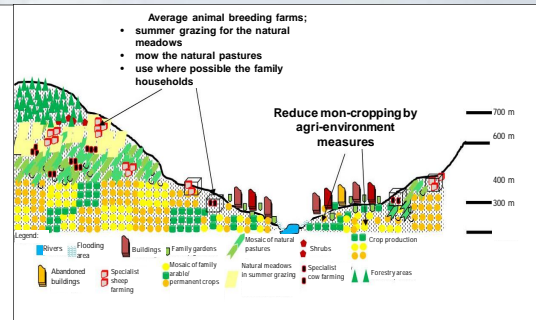 Average animal breeding farms;
• summer grazing for the natural
meadows
• mow the natural pastures
• use where possible the family
households
Reduce mon-cropping by
agri-environment
measures
700 m
600 m
400 m
300 m
Legend:
Rivers
Flooding
area
Buildings
Family gardens
Mosaic of natural
pastures
Shrubs
Crop production
Abandoned
buildings
Specialist
sheep
farming
Mosaic of family
arable/
permanent crops
Natural meadows
in summer grazing
Specialist
cow farming
Forestry areas